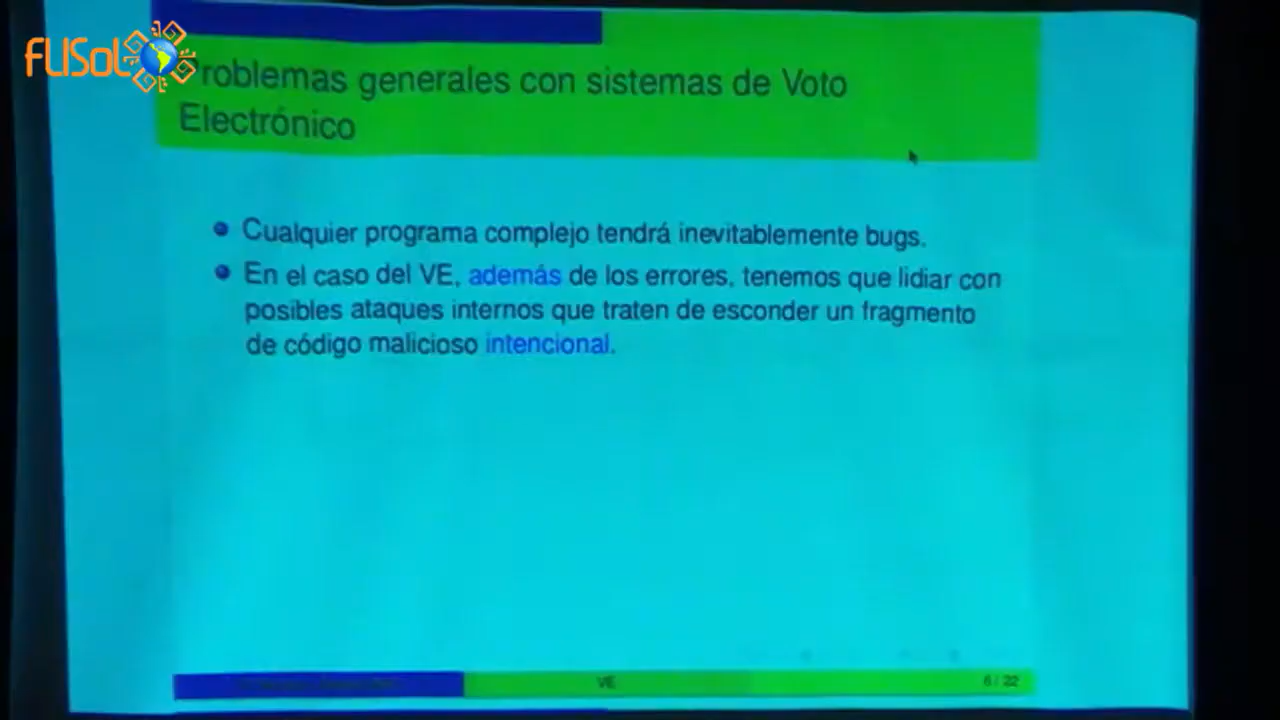 FLISoL
Problemas generales con sistemas de Voto
Electrónico
Cualquier programa complejo tendrá inevitablemente bugs.
En el caso del VE, además de los errores, tenemos que lidiar con
posibles ataques internos que traten de esconder un fragmento
de código malicioso intencional.
VE
6 / 22